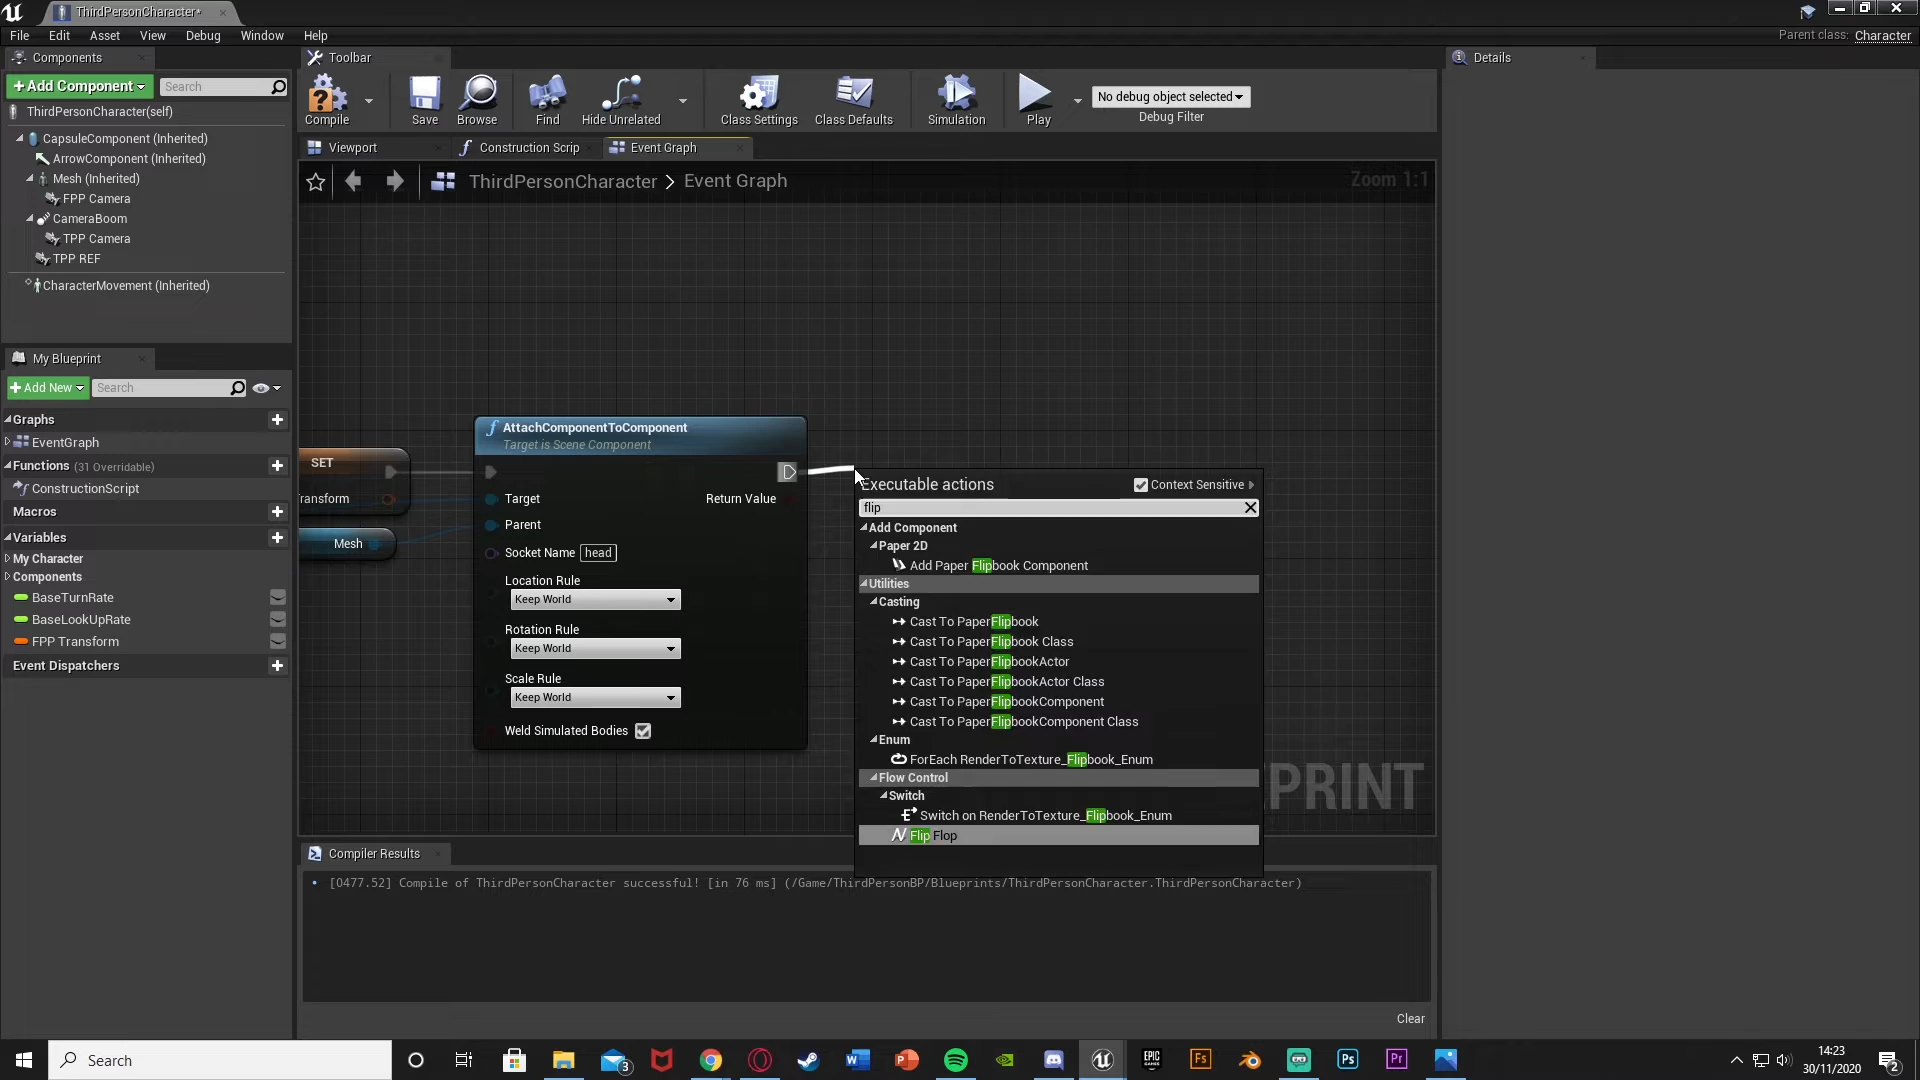 ThirdPersonCharacter*
File Edit Asset View Debug Window Help
Parent class: Character
Components
Toolbar
Details
+Add Component
Search
Compile
Save
Browse
Find
Hide Unrelated
Class Settings
Class Defaults
Simulation
Play
No debug object selected
Debug Filter
ThirdPersonCharacter(self)
CapsuleComponent (Inherited)
ArrowComponent (Inherited)
Mesh (Inherited)
FPP Camera
CameraBoom
TPP Camera
TPP REF
CharacterMovement (Inherited)
Viewport
Construction Scrip
Event Graph
ThirdPersonCharacter > Event Graph
Zoom 1:1
My Blueprint
+Add New
Search
Graphs
EventGraph
Functions (31 Overridable)
ConstructionScript
Macros
Variables
My Character
Components
BaseTurnRate
BaseLookUpRate
FPP Transform
Event Dispatchers
SET
ransform
Mesh
AttachComponentToComponent
Target is Scene Component
Target
Return Value
Parent
Socket Name head
Location Rule
Keep World
Rotation Rule
Keep World
Scale Rule
Keep World
Weld Simulated Bodies
Executable actions
Context Sensitive
flip
Add Component
Paper 2D
Add Paper Flipbook Component
Utilities
Casting
Cast To PaperFlipbook
Cast To PaperFlipbook Class
Cast To PaperFlipbookActor
Cast To PaperFlipbookActor Class
Cast To PaperFlipbookComponent
Cast To PaperFlipbookComponent Class
Enum
ForEach RenderToTexture_Flipbook_Enum
Flow Control
Switch
Switch on RenderToTexture_Flipbook_Enum
Flip Flop
EPRINT
Compiler Results
• [0477.52] Compile of ThirdPersonCharacter successful! [in 76 ms] (/Game/ThirdPersonBP/Blueprints/ThirdPersonCharacter.ThirdPersonCharacter)
Clear
Search
3
EPIC GAMES
Fs
Ps
Pr
14:23
30/11/2020
2